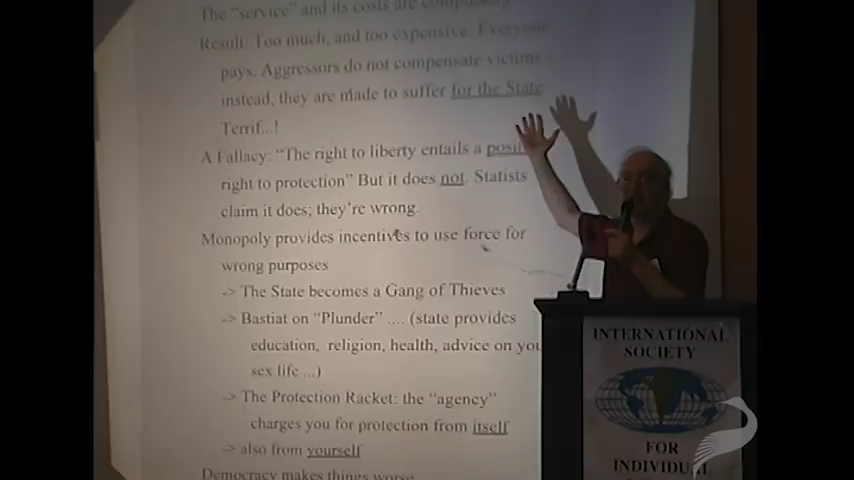 The “service” and its costs are compulsory
Result: Too much, and too expensive. Everyone
pays. Aggressors do not compensate victims -
instead, they are made to suffer for the State
Terrif...!
A Fallacy: “The right to liberty entails a
right to protection” But it does not. Statists
claim it does; they’re wrong.
Monopoly provides incentives to use force for
wrong purposes
-> The State becomes a Gang of Thieves
-> Bastiat on “Plunder” .... (state provides
education, religion, health, advice on you
sex life ...)
-> The Protection Racket: the “agency”
charges you for protection from itself
-> also from yourself
Democracy makes things worse
INTERNATIONAL
SOCIETY
FOR
INDIVIDUAL